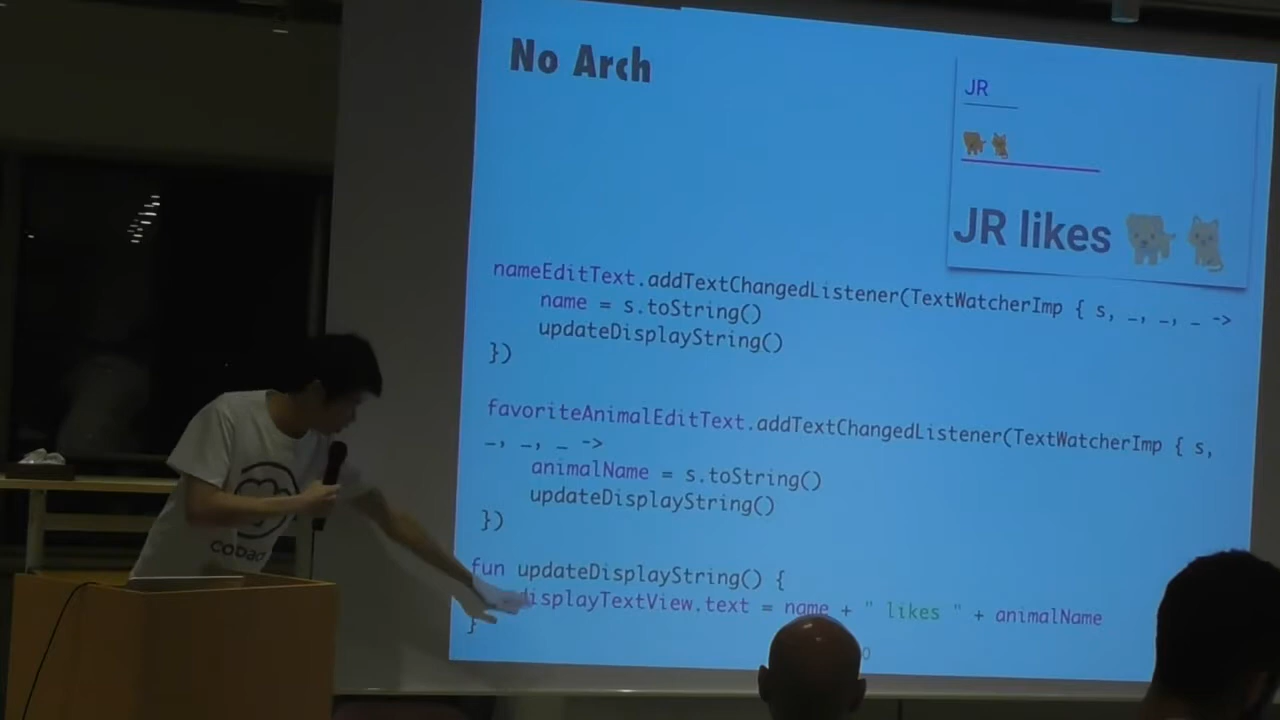 No Arch
JR
🐕🐈
JR likes 🐕🐈
nameEditText.addTextChangedListener(TextWatcherImp { s, _, _, _ ->
name = s.toString()
updateDisplayString()
})
favoriteAnimalEditText.addTextChangedListener(TextWatcherImp { s,
_, _, _ ->
animalName = s.toString()
updateDisplayString()
})
fun updateDisplayString() {
displayTextView.text = name + " likes " + animalName
}